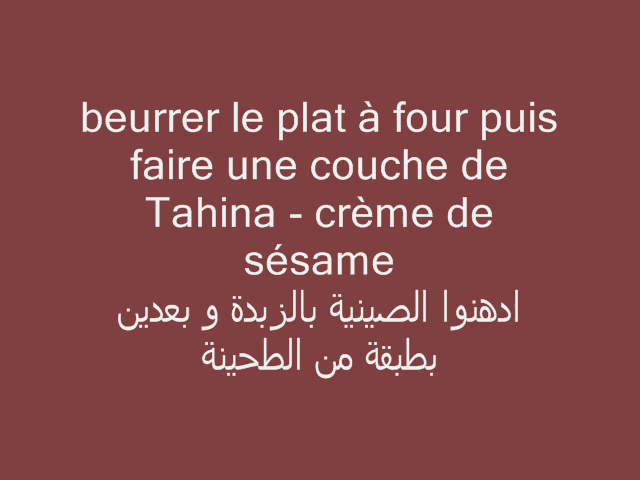 beurrer le plat à four puis
faire une couche de
Tahina - crème de
sésame
ادهنوا الصينية بالزبدة و بعدين
بطبقة من الطحينة